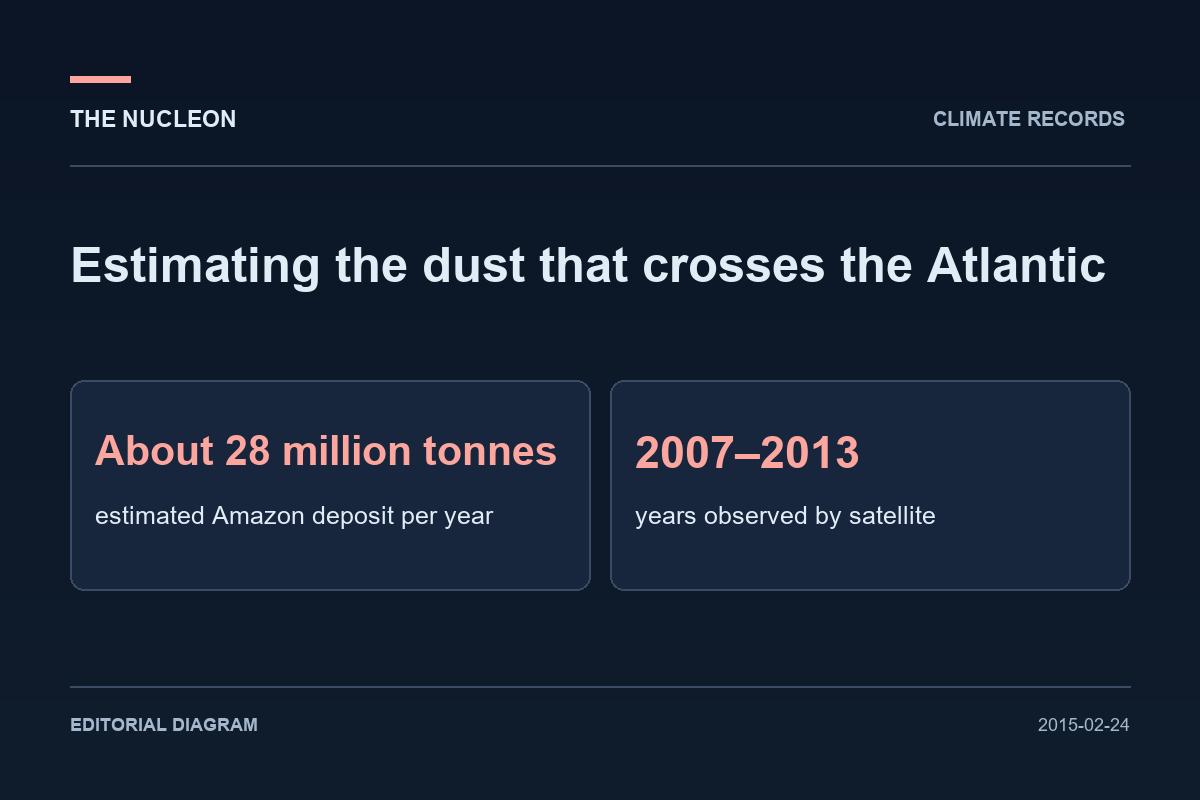 THE NUCLEON
CLIMATE RECORDS
Estimating the dust that crosses the Atlantic
About 28 million tonnes
estimated Amazon deposit per year
2007–2013
years observed by satellite
EDITORIAL DIAGRAM
2015-02-24